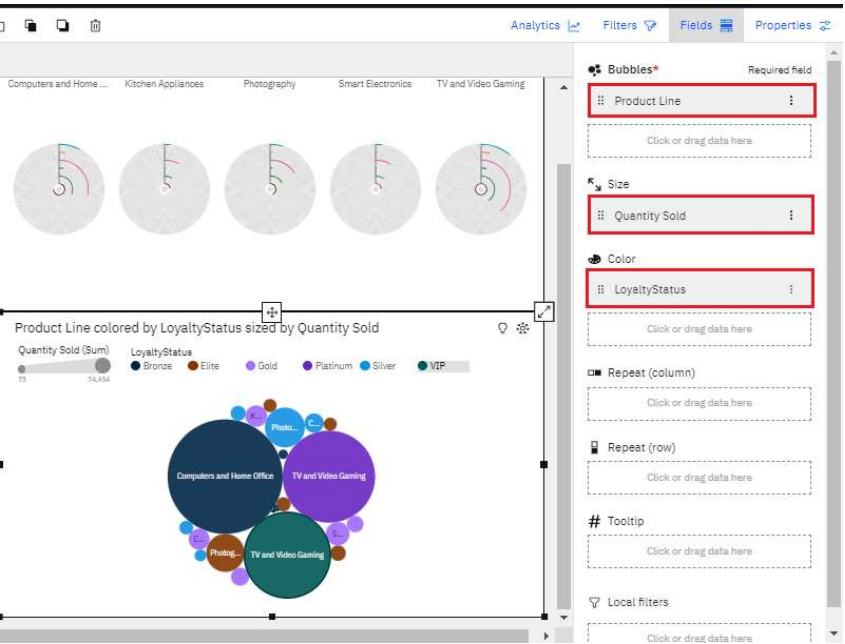 Analytics Filters Fields Properties
Computers and Home ... Kitchen Appliances Photography Smart Electronics TV and Video Gaming
Product Line colored by LoyaltyStatus sized by Quantity Sold
Quantity Sold (Sum)
73 74,454
LoyaltyStatus
Bronze Elite Gold Platinum Silver VIP
K...
Photo...
C...
Computers and Home Office
TV and Video Gaming
C...
S...
Photog...
TV and Video Gaming
Bubbles* Required field
Product Line
Click or drag data here
Size
Quantity Sold
Color
LoyaltyStatus
Click or drag data here
Repeat (column)
Click or drag data here
Repeat (row)
Click or drag data here
# Tooltip
Click or drag data here
Local filters
Click or drag data here